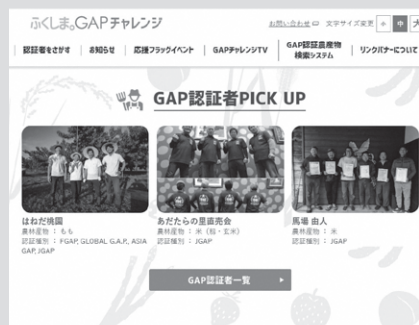 ふくしま。GAPチャレンジ
お問い合わせ 文字サイズ変更 小 中 大
認証者をさがす お知らせ 応援フラッグイベント GAPチャレンジTV GAP認証農産物検索システム リンクバナーについて
GAP認証者PICK UP
はねだ桃園
農林産物 : もも
認証種別 : FGAP, GLOBAL G.A.P., ASIA
GAP, JGAP
あだたらの里直売会
農林産物 : 米(籾・玄米)
認証種別 : JGAP
馬場 由人
農林産物 : 米
認証種別 : JGAP
GAP認証者一覧